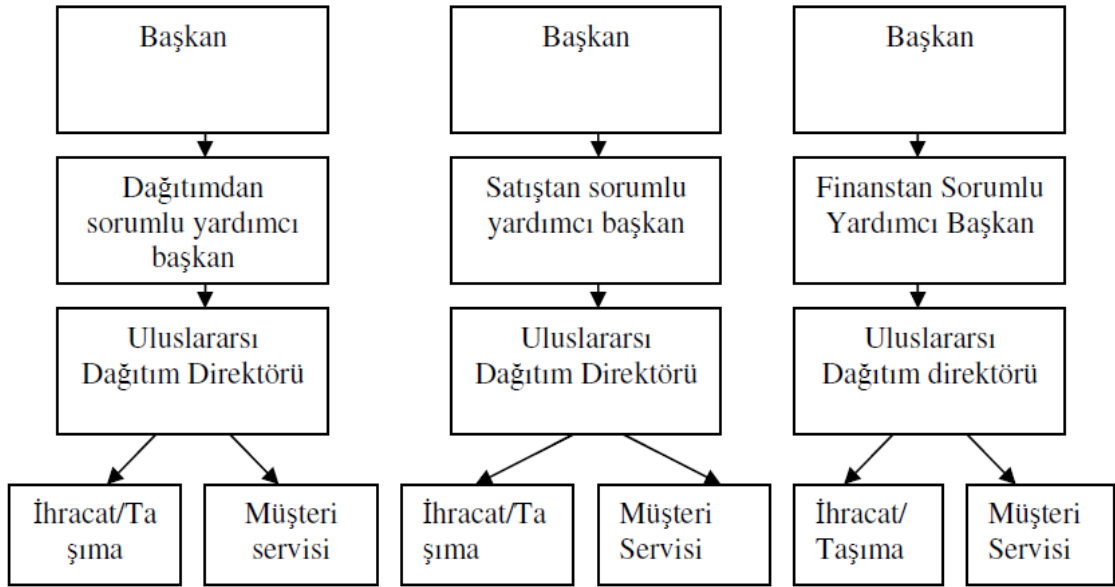 Başkan
Başkan
Başkan
Dağıtımdan
sorumlu yardımcı
başkan
Satıştan sorumlu
yardımcı başkan
Finanstan Sorumlu
Yardımcı Başkan
Uluslararsı
Dağıtım Direktörü
Uluslararsı
Dağıtım Direktörü
Uluslararsı
Dağıtım direktörü
İhracat/Ta
şıma
Müşteri
servisi
İhracat/Ta
şıma
Müşteri
Servisi
İhracat/
Taşıma
Müşteri
Servisi